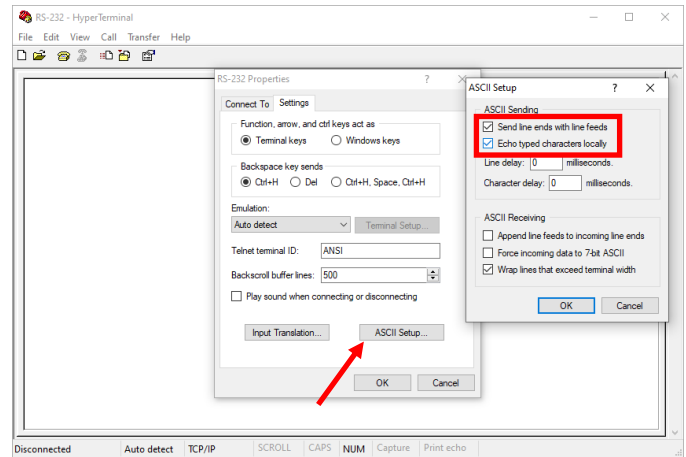 RS-232 - HyperTerminal
File Edit View Call Transfer Help
RS-232 Properties ?
Connect To Settings
Function, arrow, and ctrl keys act as
Terminal keys Windows keys
Backspace key sends
Ctrl+H Del Ctrl+H, Space, Ctrl+H
Emulation:
Auto detect Terminal Setup...
Telnet terminal ID: ANSI
Backscroll buffer lines: 500
Play sound when connecting or disconnecting
Input Translation... ASCII Setup...
OK Cancel
ASCII Setup ?
ASCII Sending
Send line ends with line feeds
Echo typed characters locally
Line delay: 0 milliseconds.
Character delay: 0 milliseconds.
ASCII Receiving
Append line feeds to incoming line ends
Force incoming data to 7-bit ASCII
Wrap lines that exceed terminal width
OK Cancel
Disconnected Auto detect TCP/IP SCROLL CAPS NUM Capture Print echo